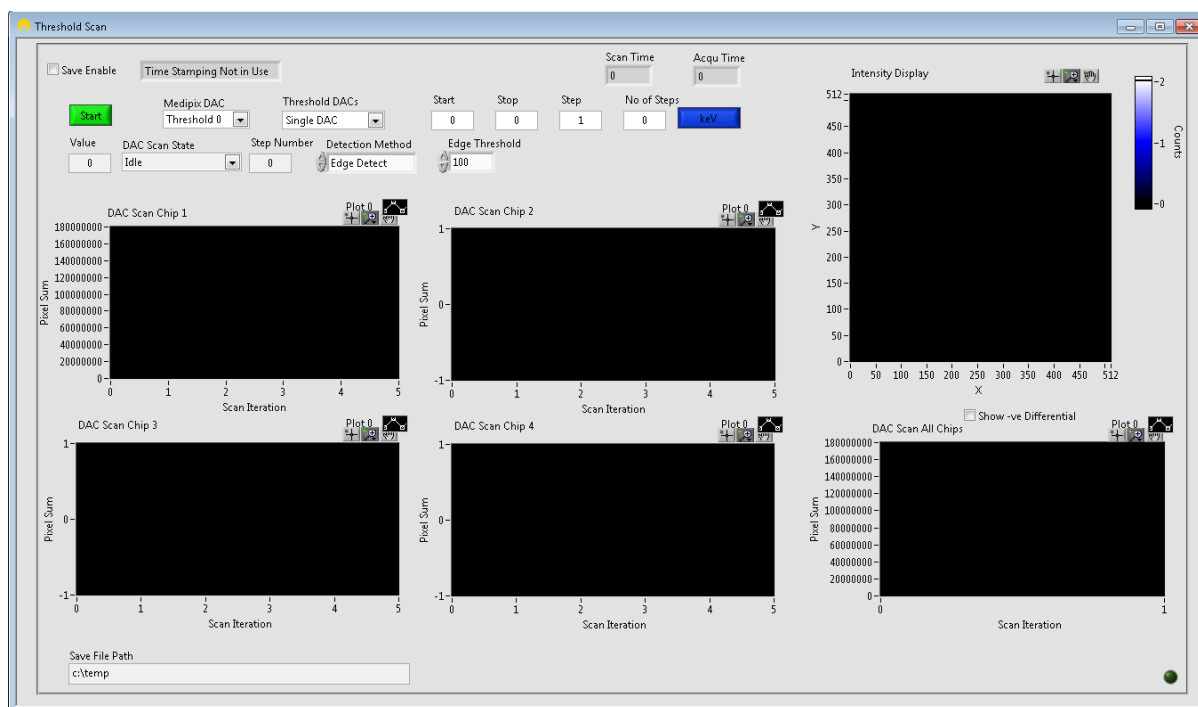 Threshold Scan
Save Enable
Time Stamping Not in Use
Scan Time
0
Acqu Time
0
Start
Medipix DAC
Threshold 0
Threshold DACs
Single DAC
Start
0
Stop
0
Step
1
No of Steps
0
keV
Value
0
DAC Scan State
Idle
Step Number
0
Detection Method
Edge Detect
Edge Threshold
100
Intensity Display
512
450
400
350
300
250
200
150
100
50
0
Y
0 50 100 150 200 250 300 350 400 450 512
X
2
1
0
Counts
DAC Scan Chip 1
Plot 0
180000000
160000000
140000000
120000000
100000000
80000000
60000000
40000000
20000000
0
Pixel Sum
0 1 2 3 4 5
Scan Iteration
DAC Scan Chip 2
Plot 0
1
0
-1
Pixel Sum
0 1 2 3 4 5
Scan Iteration
DAC Scan Chip 3
Plot 0
1
0
-1
Pixel Sum
0 1 2 3 4 5
Scan Iteration
DAC Scan Chip 4
Plot 0
1
0
-1
Pixel Sum
0 1 2 3 4 5
Scan Iteration
Show -ve Differential
DAC Scan All Chips
Plot 0
180000000
160000000
140000000
120000000
100000000
80000000
60000000
40000000
20000000
0
Pixel Sum
0 1
Scan Iteration
Save File Path
c:\temp